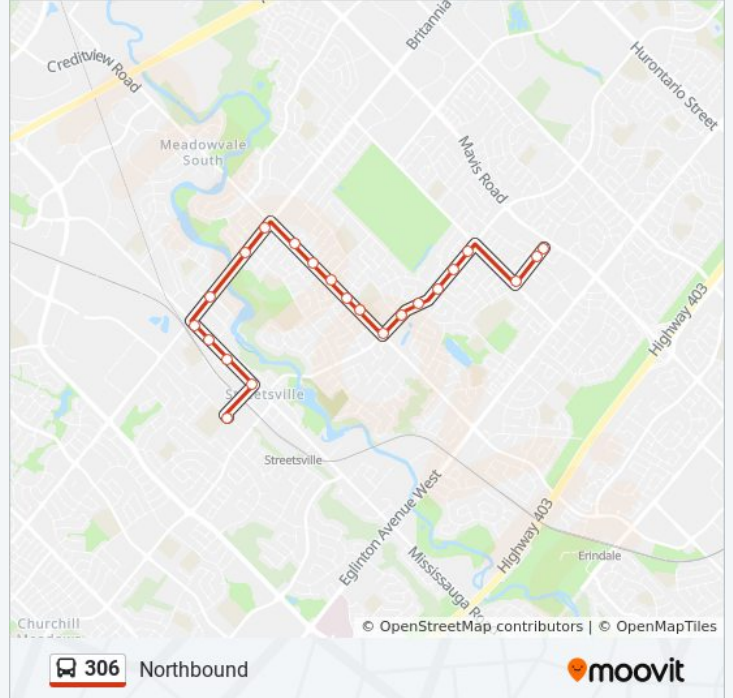 Britannia
Creditview Road
Hurontario Street
Meadowvale
South
Mavis Road
Highway 403
Streetsville
Eglinton Avenue West
Highway 403
Mississauga
Erindale
Churchill
© OpenStreetMap contributors | © OpenMapTiles
306 Northbound
moovit